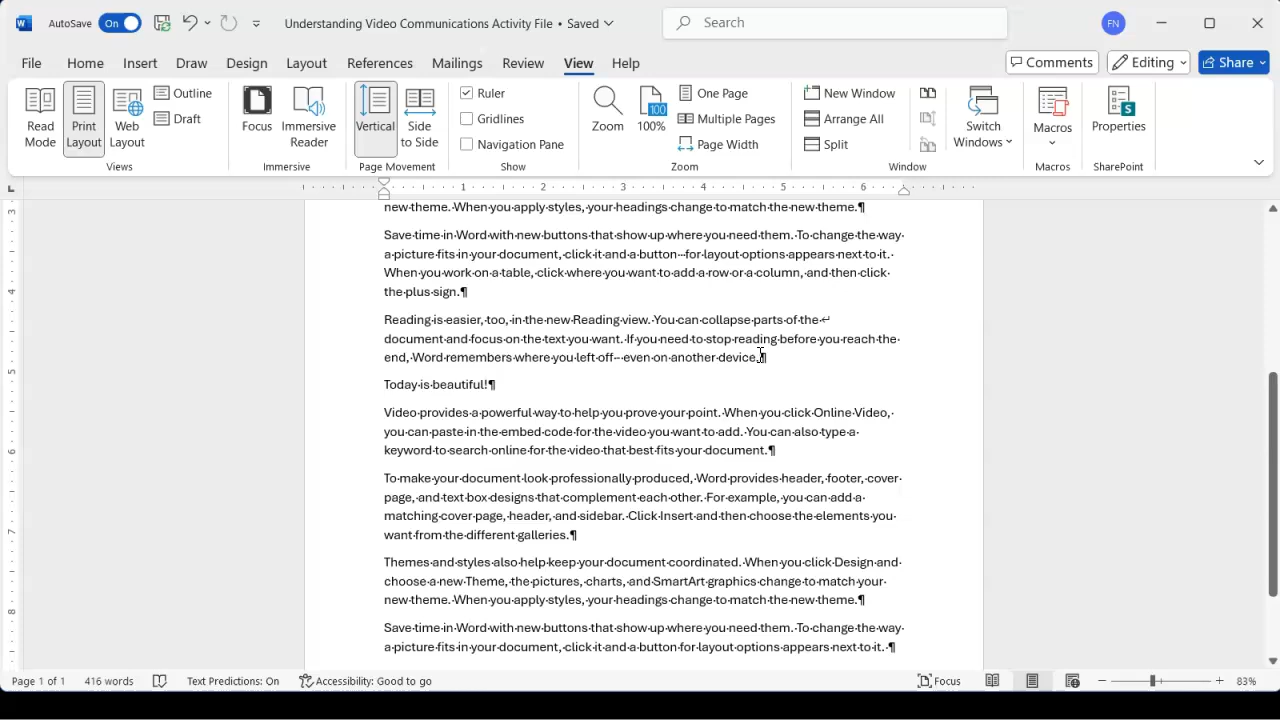 AutoSave On Understanding Video Communications Activity File • Saved Search FN
File Home Insert Draw Design Layout References Mailings Review View Help Comments Editing Share
Read Mode
Print Layout
Web Layout
Outline
Draft
Views
Focus
Immersive Reader
Immersive
Vertical
Side to Side
Page Movement
Ruler
Gridlines
Navigation Pane
Show
Zoom
100%
One Page
Multiple Pages
Page Width
Zoom
New Window
Arrange All
Split
Switch Windows
Window
Macros
Macros
Properties
SharePoint
1 2 3 4 5 6
3
4
6
7
8
new·theme.·When·you·apply·styles,·your·headings·change·to·match·the·new·theme.¶
Save·time·in·Word·with·new·buttons·that·show·up·where·you·need·them.·To·change·the·way·
a·picture·fits·in·your·document,·click·it·and·a·button·-·for·layout·options·appears·next·to·it.·
When·you·work·on·a·table,·click·where·you·want·to·add·a·row·or·a·column,·and·then·click·
the·plus·sign.¶
Reading·is·easier,·too,·in·the·new·Reading·view.·You·can·collapse·parts·of·the·↵
document·and·focus·on·the·text·you·want.·If·you·need·to·stop·reading·before·you·reach·the·
end,·Word·remembers·where·you·left·off·-·even·on·another·device.¶
Today·is·beautiful!¶
Video·provides·a·powerful·way·to·help·you·prove·your·point.·When·you·click·Online·Video,·
you·can·paste·in·the·embed·code·for·the·video·you·want·to·add.·You·can·also·type·a·
keyword·to·search·online·for·the·video·that·best·fits·your·document.¶
To·make·your·document·look·professionally·produced,·Word·provides·header,·footer,·cover·
page,·and·text·box·designs·that·complement·each·other.·For·example,·you·can·add·a·
matching·cover·page,·header,·and·sidebar.·Click·Insert·and·then·choose·the·elements·you·
want·from·the·different·galleries.¶
Themes·and·styles·also·help·keep·your·document·coordinated.·When·you·click·Design·and·
choose·a·new·Theme,·the·pictures,·charts,·and·SmartArt·graphics·change·to·match·your·
new·theme.·When·you·apply·styles,·your·headings·change·to·match·the·new·theme.¶
Save·time·in·Word·with·new·buttons·that·show·up·where·you·need·them.·To·change·the·way·
a·picture·fits·in·your·document,·click·it·and·a·button·for·layout·options·appears·next·to·it.·¶
Page 1 of 1 416 words Text Predictions: On Accessibility: Good to go Focus 83%